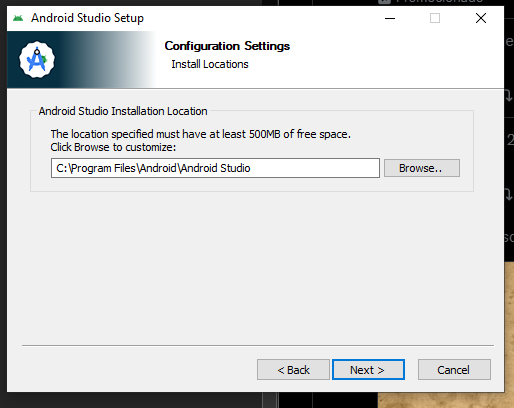 Promocionado
Android Studio Setup
Configuration Settings
Install Locations
Android Studio Installation Location
The location specified must have at least 500MB of free space.
Click Browse to customize:
C:\Program Files\Android\Android Studio
Browse..
< Back
Next >
Cancel